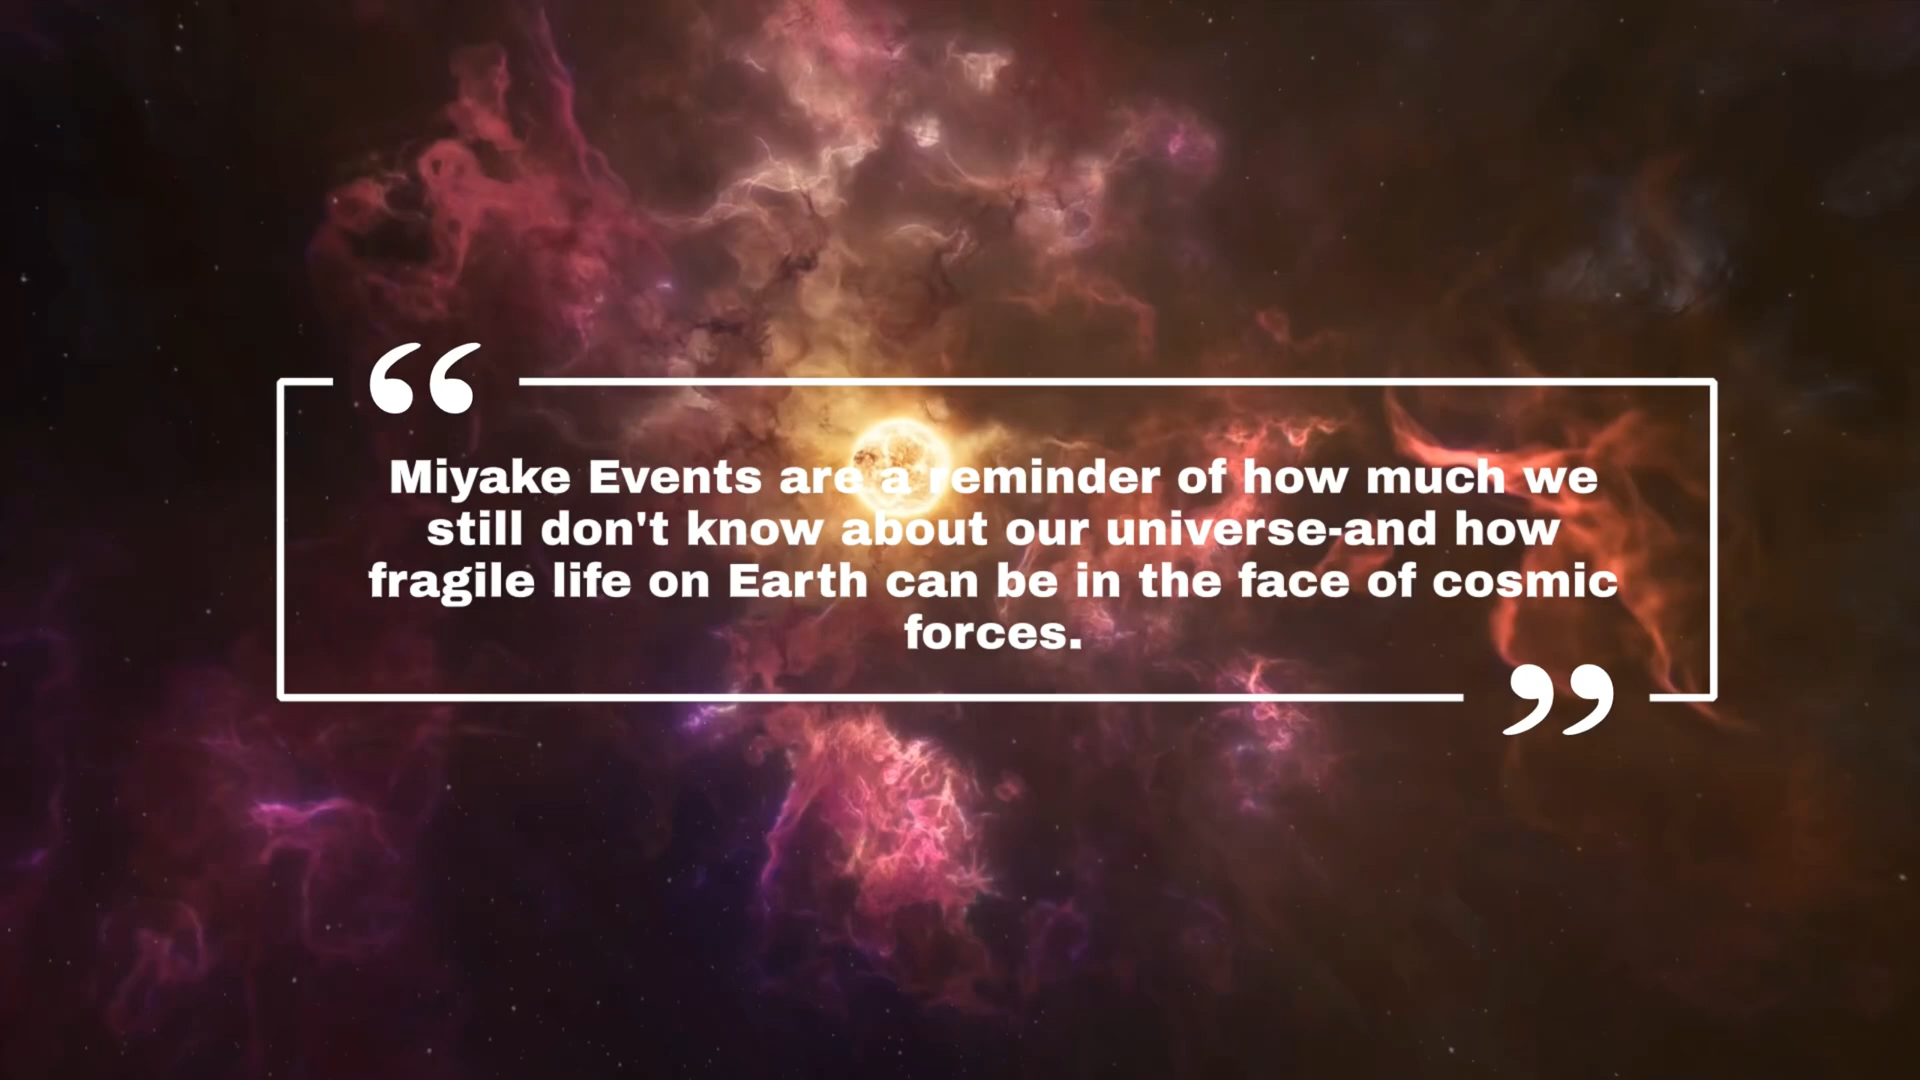 “
Miyake Events are a reminder of how much we
still don't know about our universe-and how
fragile life on Earth can be in the face of cosmic
forces.
”